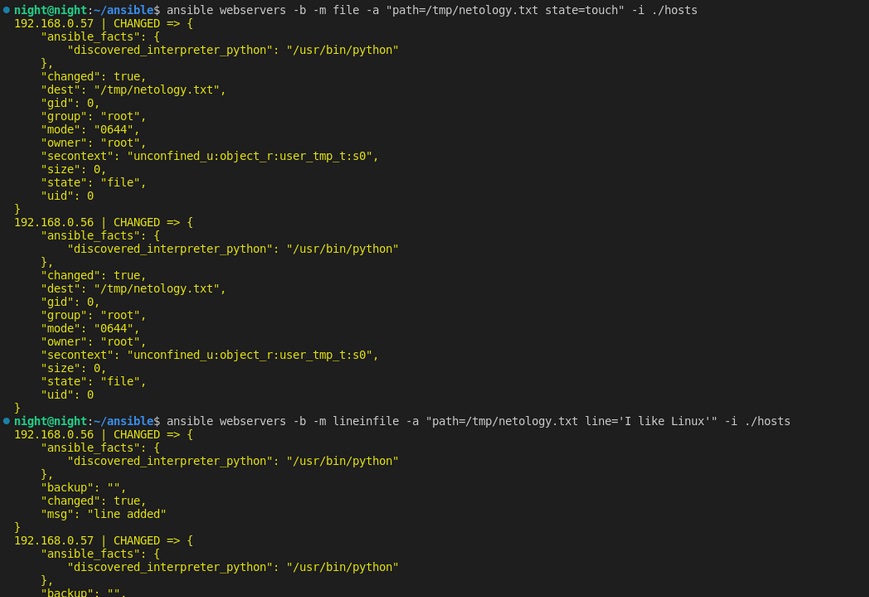 night@night:~/ansible$ ansible webservers -b -m file -a "path=/tmp/netology.txt state=touch" -i ./hosts
192.168.0.57 | CHANGED => {
    "ansible_facts": {
        "discovered_interpreter_python": "/usr/bin/python"
    },
    "changed": true,
    "dest": "/tmp/netology.txt",
    "gid": 0,
    "group": "root",
    "mode": "0644",
    "owner": "root",
    "secontext": "unconfined_u:object_r:user_tmp_t:s0",
    "size": 0,
    "state": "file",
    "uid": 0
}
192.168.0.56 | CHANGED => {
    "ansible_facts": {
        "discovered_interpreter_python": "/usr/bin/python"
    },
    "changed": true,
    "dest": "/tmp/netology.txt",
    "gid": 0,
    "group": "root",
    "mode": "0644",
    "owner": "root",
    "secontext": "unconfined_u:object_r:user_tmp_t:s0",
    "size": 0,
    "state": "file",
    "uid": 0
}
night@night:~/ansible$ ansible webservers -b -m lineinfile -a "path=/tmp/netology.txt line='I like Linux'" -i ./hosts
192.168.0.56 | CHANGED => {
    "ansible_facts": {
        "discovered_interpreter_python": "/usr/bin/python"
    },
    "backup": "",
    "changed": true,
    "msg": "line added"
}
192.168.0.57 | CHANGED => {
    "ansible_facts": {
        "discovered_interpreter_python": "/usr/bin/python"
    },
    "backup": "",